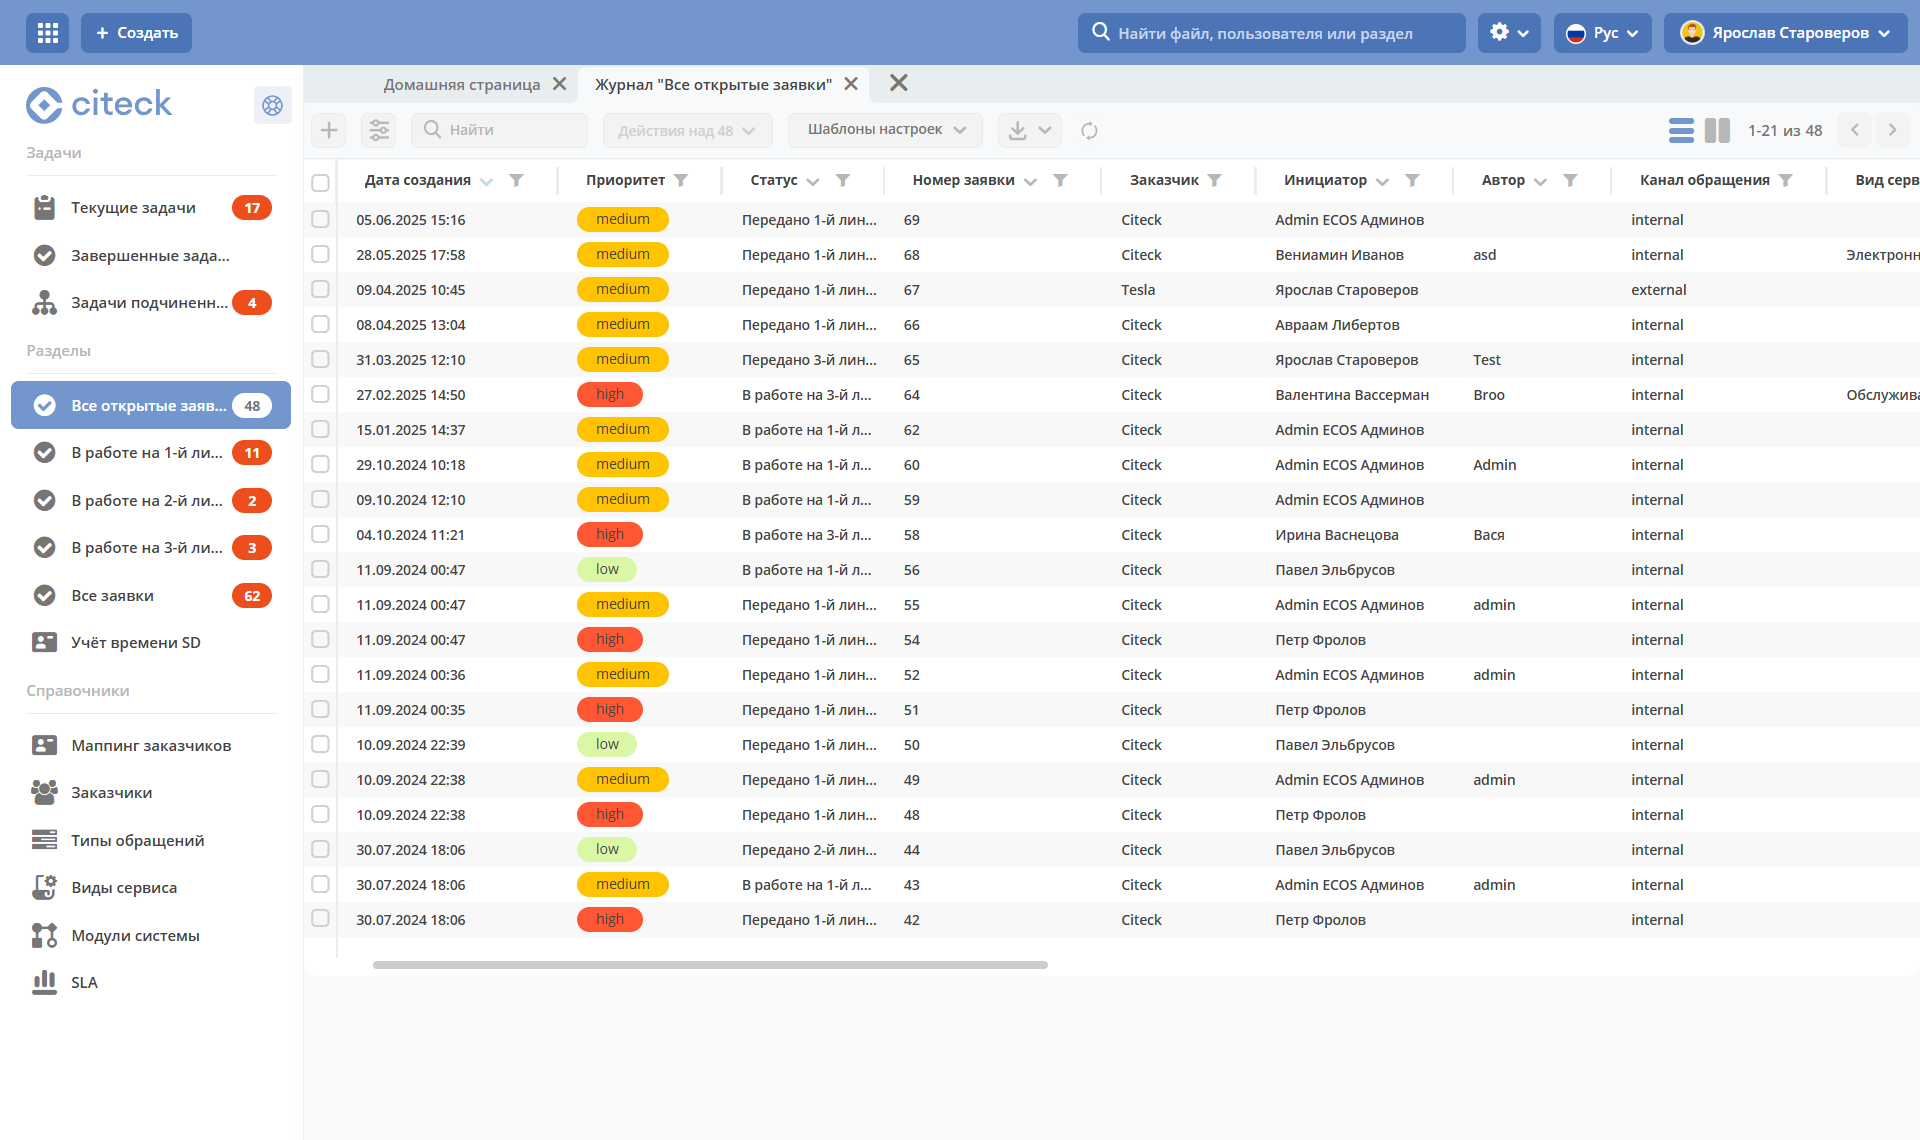 + Создать
Найти файл, пользователя или раздел
Рус
Ярослав Староверов
citeck
Задачи
Текущие задачи 17
Завершенные зада...
Задачи подчиненн... 4
Разделы
Все открытые заяв... 48
В работе на 1-й ли... 11
В работе на 2-й ли... 2
В работе на 3-й ли... 3
Все заявки 62
Учёт времени SD
Справочники
Маппинг заказчиков
Заказчики
Типы обращений
Виды сервиса
Модули системы
SLA
Домашняя страница
Журнал "Все открытые заявки"
Найти
Действия над 48
Шаблоны настроек
1-21 из 48
Дата создания Приоритет Статус Номер заявки Заказчик Инициатор Автор Канал обращения Вид серв
05.06.2025 15:16 medium Передано 1-й лин... 69 Citeck Admin ECOS Админов internal
28.05.2025 17:58 medium Передано 1-й лин... 68 Citeck Вениамин Иванов asd internal Электронн
09.04.2025 10:45 medium Передано 1-й лин... 67 Tesla Ярослав Староверов external
08.04.2025 13:04 medium Передано 1-й лин... 66 Citeck Авраам Либертов internal
31.03.2025 12:10 medium Передано 3-й лин... 65 Citeck Ярослав Староверов Test internal
27.02.2025 14:50 high В работе на 3-й л... 64 Citeck Валентина Вассерман Broo internal Обслужива
15.01.2025 14:37 medium В работе на 1-й л... 62 Citeck Admin ECOS Админов internal
29.10.2024 10:18 medium В работе на 1-й л... 60 Citeck Admin ECOS Админов Admin internal
09.10.2024 12:10 medium В работе на 1-й л... 59 Citeck Admin ECOS Админов internal
04.10.2024 11:21 high В работе на 3-й л... 58 Citeck Ирина Васнецова Вася internal
11.09.2024 00:47 low В работе на 1-й л... 56 Citeck Павел Эльбрусов internal
11.09.2024 00:47 medium Передано 1-й лин... 55 Citeck Admin ECOS Админов admin internal
11.09.2024 00:47 high Передано 1-й лин... 54 Citeck Петр Фролов internal
11.09.2024 00:36 medium Передано 1-й лин... 52 Citeck Admin ECOS Админов admin internal
11.09.2024 00:35 high Передано 1-й лин... 51 Citeck Петр Фролов internal
10.09.2024 22:39 low Передано 1-й лин... 50 Citeck Павел Эльбрусов internal
10.09.2024 22:38 medium Передано 1-й лин... 49 Citeck Admin ECOS Админов admin internal
10.09.2024 22:38 high Передано 1-й лин... 48 Citeck Петр Фролов internal
30.07.2024 18:06 low Передано 2-й лин... 44 Citeck Павел Эльбрусов internal
30.07.2024 18:06 medium В работе на 1-й л... 43 Citeck Admin ECOS Админов admin internal
30.07.2024 18:06 high Передано 1-й лин... 42 Citeck Петр Фролов internal